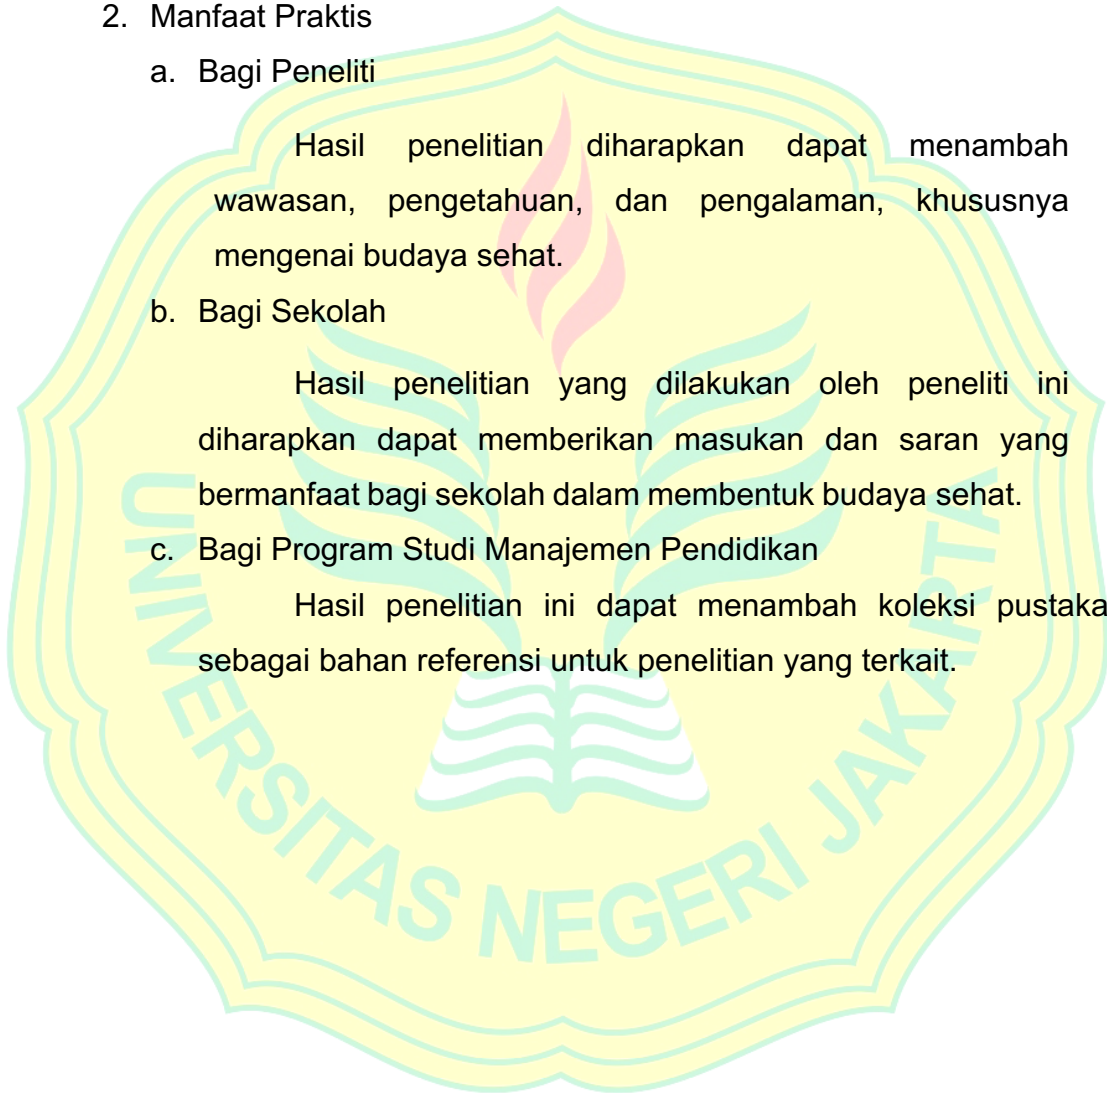 2. Manfaat Praktis
a. Bagi Peneliti
Hasil penelitian diharapkan dapat menambah
wawasan, pengetahuan, dan pengalaman, khususnya
mengenai budaya sehat.
b. Bagi Sekolah
Hasil penelitian yang dilakukan oleh peneliti ini
diharapkan dapat memberikan masukan dan saran yang
bermanfaat bagi sekolah dalam membentuk budaya sehat.
c. Bagi Program Studi Manajemen Pendidikan
Hasil penelitian ini dapat menambah koleksi pustaka
sebagai bahan referensi untuk penelitian yang terkait.
UNIVERSITAS NEGERI JAKARTA